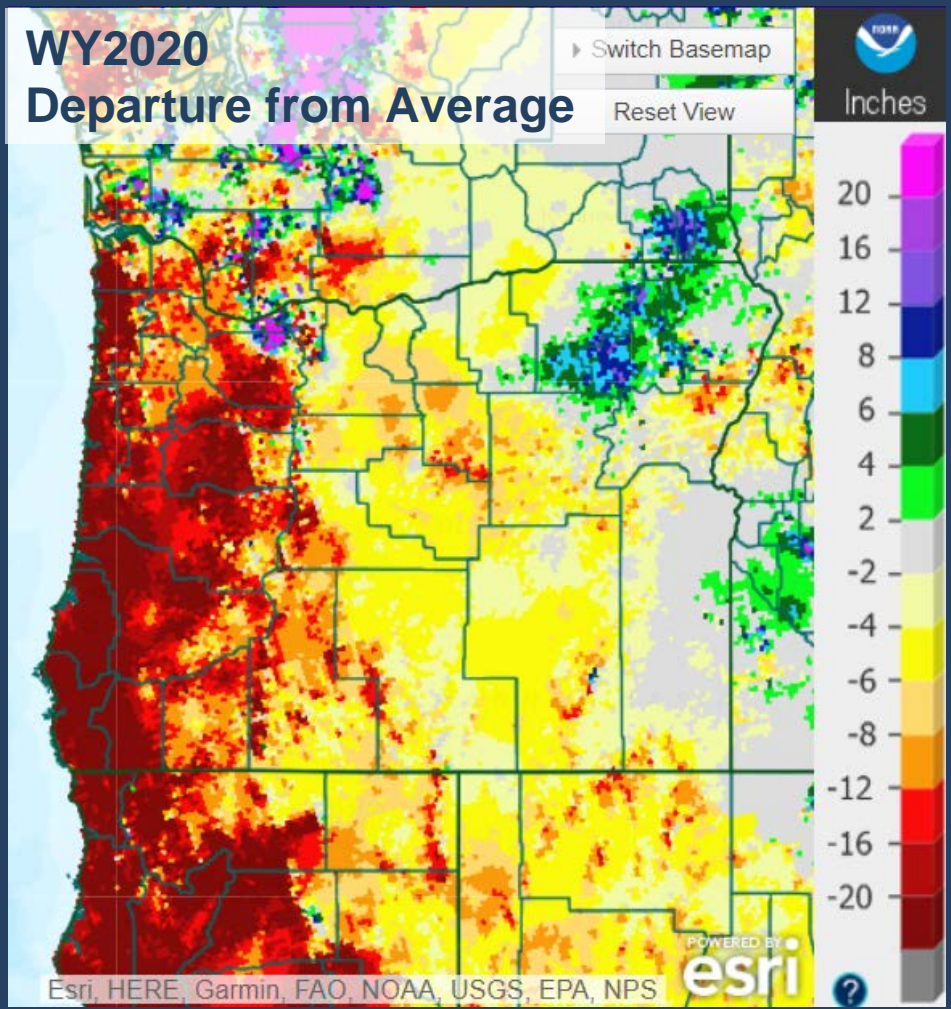 WY2020
Departure from Average
Switch Basemap
Reset View
NOAA
Inches
20
16
12
8
6
4
2
-2
-4
-6
-8
-12
-16
-20
POWERED BY
esri
Esri, HERE, Garmin, FAO, NOAA, USGS, EPA, NPS
?